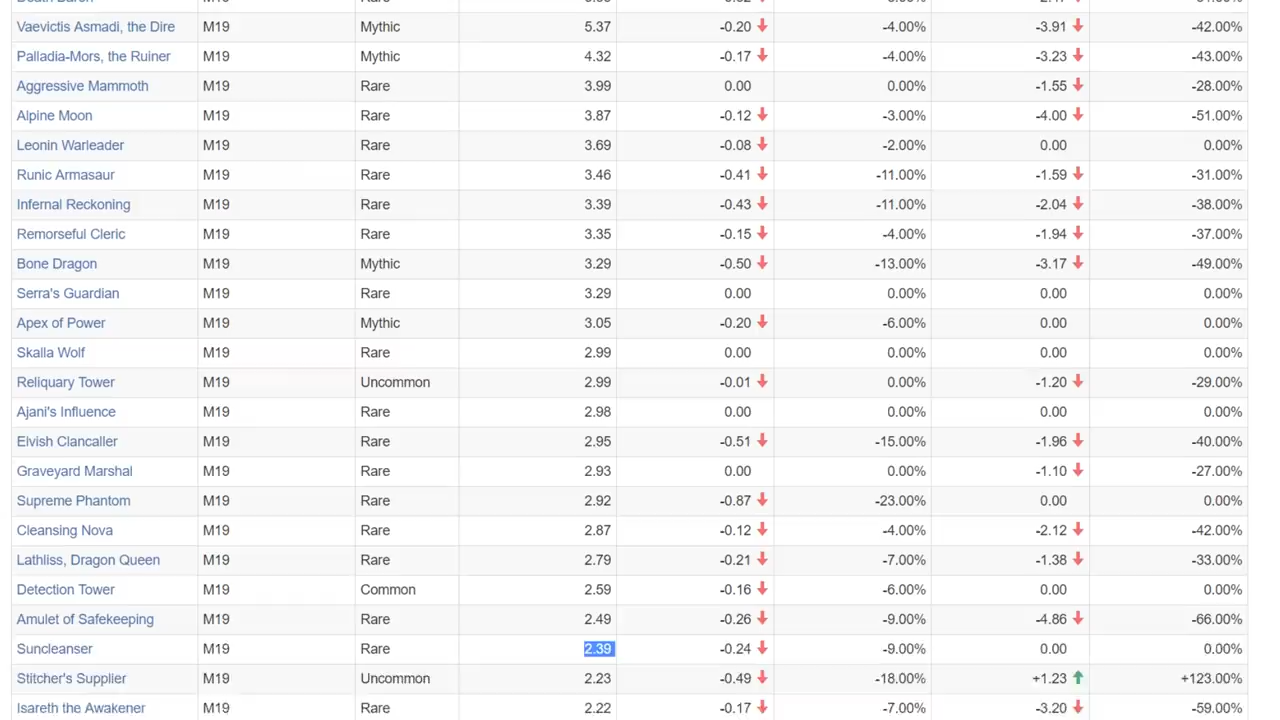 Death Baron M19 Rare
Vaevictis Asmadi, the Dire M19 Mythic 5.37 -0.20 -4.00% -3.91 -42.00%
Palladia-Mors, the Ruiner M19 Mythic 4.32 -0.17 -4.00% -3.23 -43.00%
Aggressive Mammoth M19 Rare 3.99 0.00 0.00% -1.55 -28.00%
Alpine Moon M19 Rare 3.87 -0.12 -3.00% -4.00 -51.00%
Leonin Warleader M19 Rare 3.69 -0.08 -2.00% 0.00 0.00%
Runic Armasaur M19 Rare 3.46 -0.41 -11.00% -1.59 -31.00%
Infernal Reckoning M19 Rare 3.39 -0.43 -11.00% -2.04 -38.00%
Remorseful Cleric M19 Rare 3.35 -0.15 -4.00% -1.94 -37.00%
Bone Dragon M19 Mythic 3.29 -0.50 -13.00% -3.17 -49.00%
Serra's Guardian M19 Rare 3.29 0.00 0.00% 0.00 0.00%
Apex of Power M19 Mythic 3.05 -0.20 -6.00% 0.00 0.00%
Skalla Wolf M19 Rare 2.99 0.00 0.00% 0.00 0.00%
Reliquary Tower M19 Uncommon 2.99 -0.01 0.00% -1.20 -29.00%
Ajani's Influence M19 Rare 2.98 0.00 0.00% 0.00 0.00%
Elvish Clancaller M19 Rare 2.95 -0.51 -15.00% -1.96 -40.00%
Graveyard Marshal M19 Rare 2.93 0.00 0.00% -1.10 -27.00%
Supreme Phantom M19 Rare 2.92 -0.87 -23.00% 0.00 0.00%
Cleansing Nova M19 Rare 2.87 -0.12 -4.00% -2.12 -42.00%
Lathliss, Dragon Queen M19 Rare 2.79 -0.21 -7.00% -1.38 -33.00%
Detection Tower M19 Common 2.59 -0.16 -6.00% 0.00 0.00%
Amulet of Safekeeping M19 Rare 2.49 -0.26 -9.00% -4.86 -66.00%
Suncleanser M19 Rare 2.39 -0.24 -9.00% 0.00 0.00%
Stitcher's Supplier M19 Uncommon 2.23 -0.49 -18.00% +1.23 +123.00%
Isareth the Awakener M19 Rare 2.22 -0.17 -7.00% -3.20 -59.00%